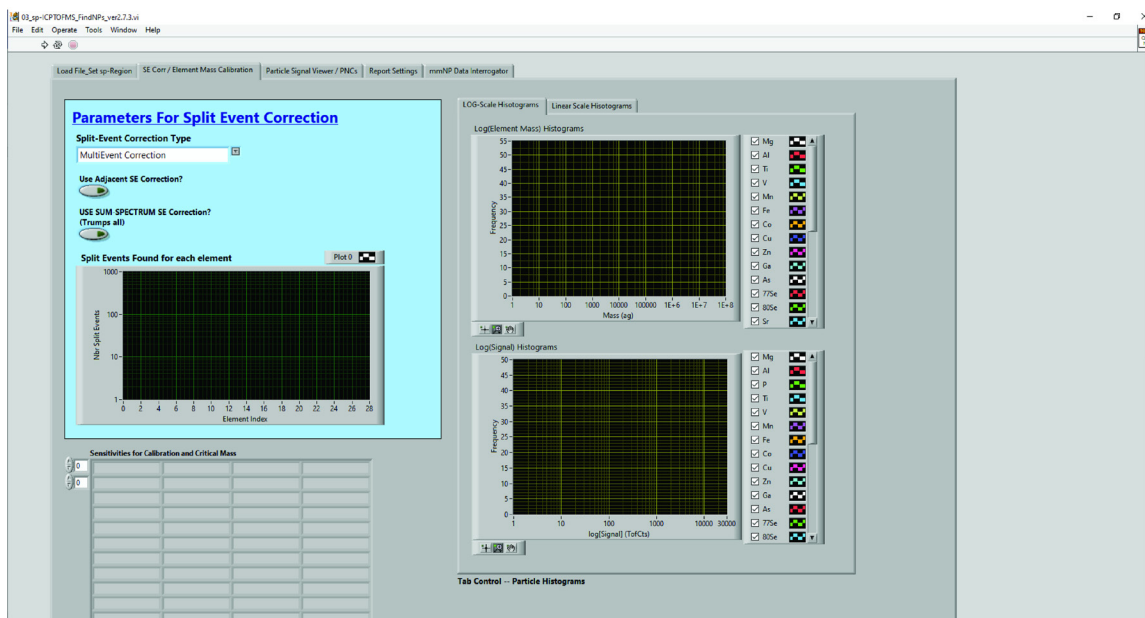 03_sp-ICPTOFMS_FindNPs_ver2.7.3.vi
File Edit Operate Tools Window Help
Load File_Set sp-Region SE Corr / Element Mass Calibration Particle Signal Viewer / PNCs Report Settings mmNP Data Interrogator
Parameters For Split Event Correction
Split-Event Correction Type
MultiEvent Correction
Use Adjacent SE Correction?
USE SUM SPECTRUM SE Correction?
(Trumps all)
Split Events Found for each element
Plot 0
1000
100
10
1
Nbr Split Events
0 2 4 6 8 10 12 14 16 18 20 22 24 26 28
Element Index
Sensitivities for Calibration and Critical Mass
0
0
LOG-Scale Hisotograms Linear Scale Hisotograms
Log(Element Mass) Histograms
55
50
45
40
35
30
25
20
15
10
5
0
Frequency
1 10 100 1000 10000 100000 1E+6 1E+7 1E+8
Mass (ag)
Mg
Al
Ti
V
Mn
Fe
Co
Cu
Zn
Ga
As
77Se
80Se
Sr
Log(Signal) Histograms
50
45
40
35
30
25
20
15
10
5
0
Frequency
1 10 100 1000 10000 30000
log[Signal] (TofCts)
Mg
Al
P
Ti
V
Mn
Fe
Co
Cu
Zn
Ga
As
77Se
80Se
Tab Control -- Particle Histograms